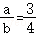 a/b = 3/4